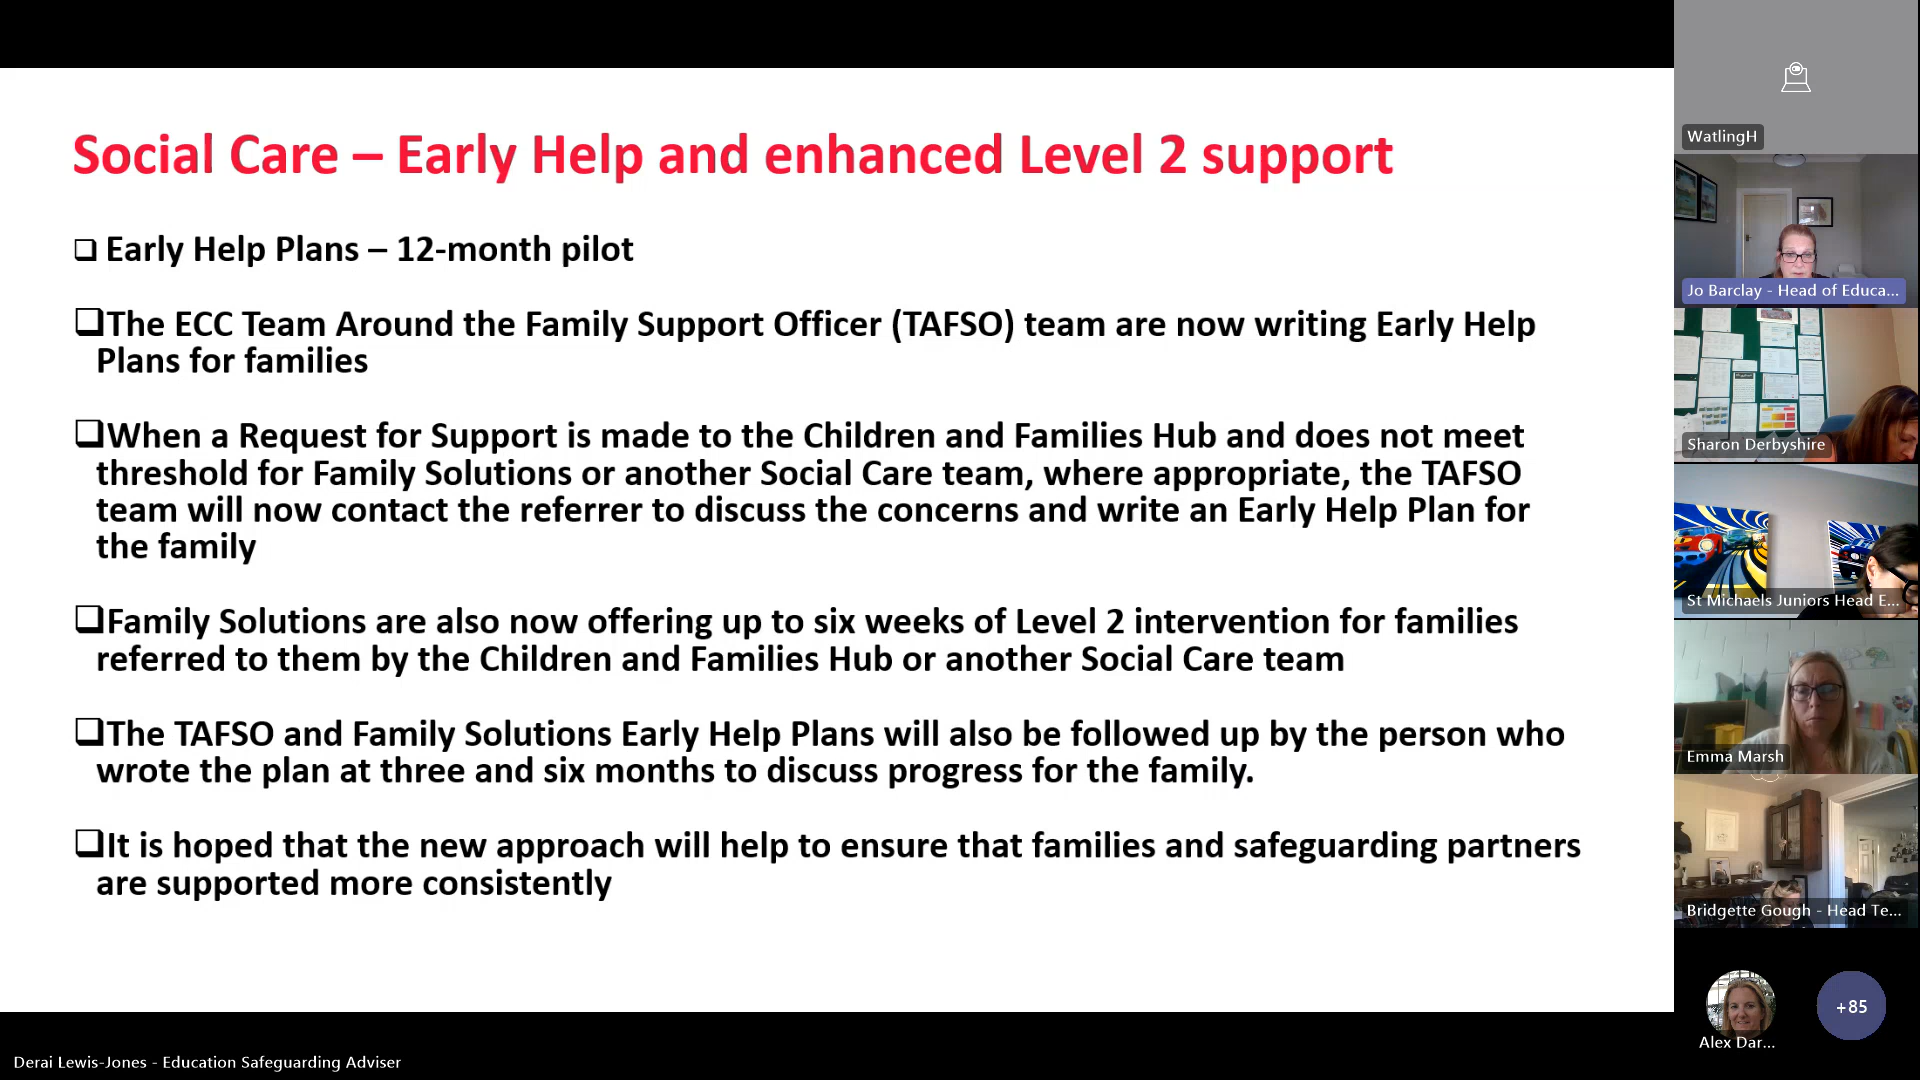 Social Care – Early Help and enhanced Level 2 support
Early Help Plans – 12-month pilot
The ECC Team Around the Family Support Officer (TAFSO) team are now writing Early Help
Plans for families
When a Request for Support is made to the Children and Families Hub and does not meet
threshold for Family Solutions or another Social Care team, where appropriate, the TAFSO
team will now contact the referrer to discuss the concerns and write an Early Help Plan for
the family
Family Solutions are also now offering up to six weeks of Level 2 intervention for families
referred to them by the Children and Families Hub or another Social Care team
The TAFSO and Family Solutions Early Help Plans will also be followed up by the person who
wrote the plan at three and six months to discuss progress for the family.
It is hoped that the new approach will help to ensure that families and safeguarding partners
are supported more consistently
Derai Lewis-Jones - Education Safeguarding Adviser
WatlingH
Jo Barclay - Head of Educa...
Sharon Derbyshire
St Michaels Juniors Head E...
Emma Marsh
Bridgette Gough - Head Te...
Alex Dar...
+85